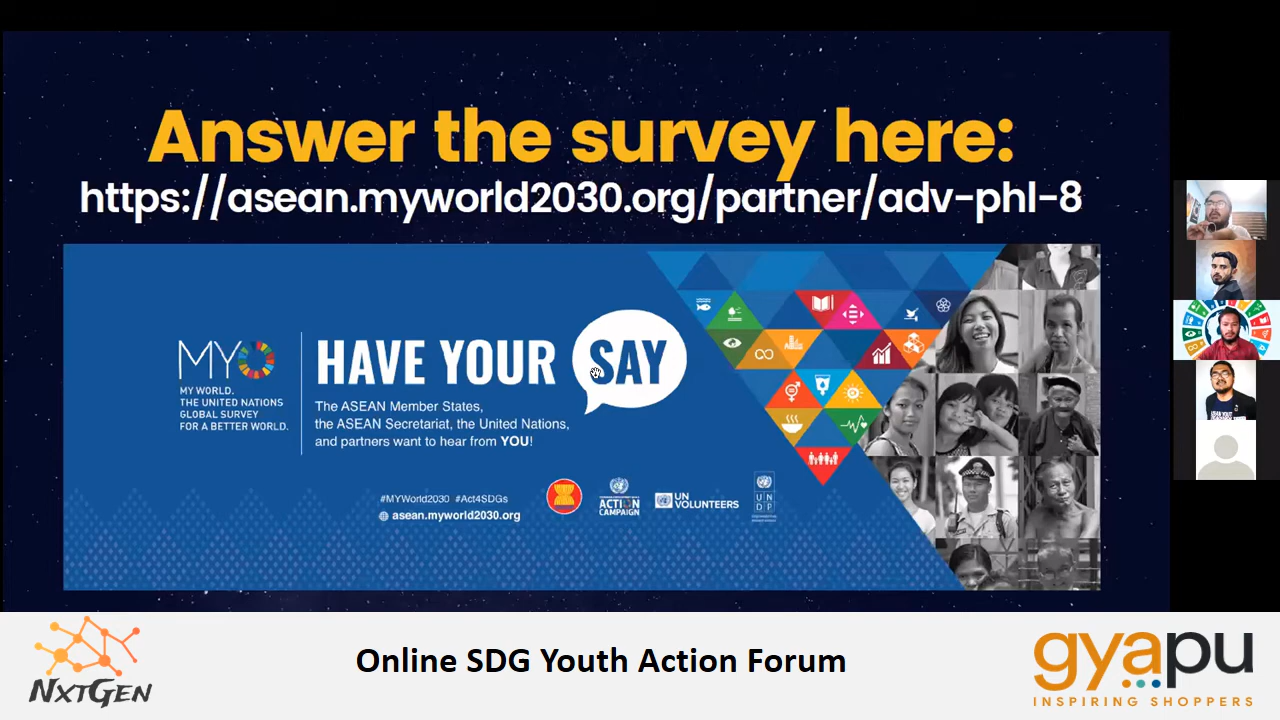 Answer the survey here:
https://asean.myworld2030.org/partner/adv-phl-8
MY
MY WORLD.
THE UNITED NATIONS
GLOBAL SURVEY
FOR A BETTER WORLD.
HAVE YOUR SAY
The ASEAN Member States,
the ASEAN Secretariat, the United Nations,
and partners want to hear from YOU!
#MYWorld2030 #Act4SDGs
asean.myworld2030.org
ACTION
CAMPAIGN
UN
VOLUNTEERS
U N
D P
NXTGEN
Online SDG Youth Action Forum
gyapu
INSPIRING SHOPPERS